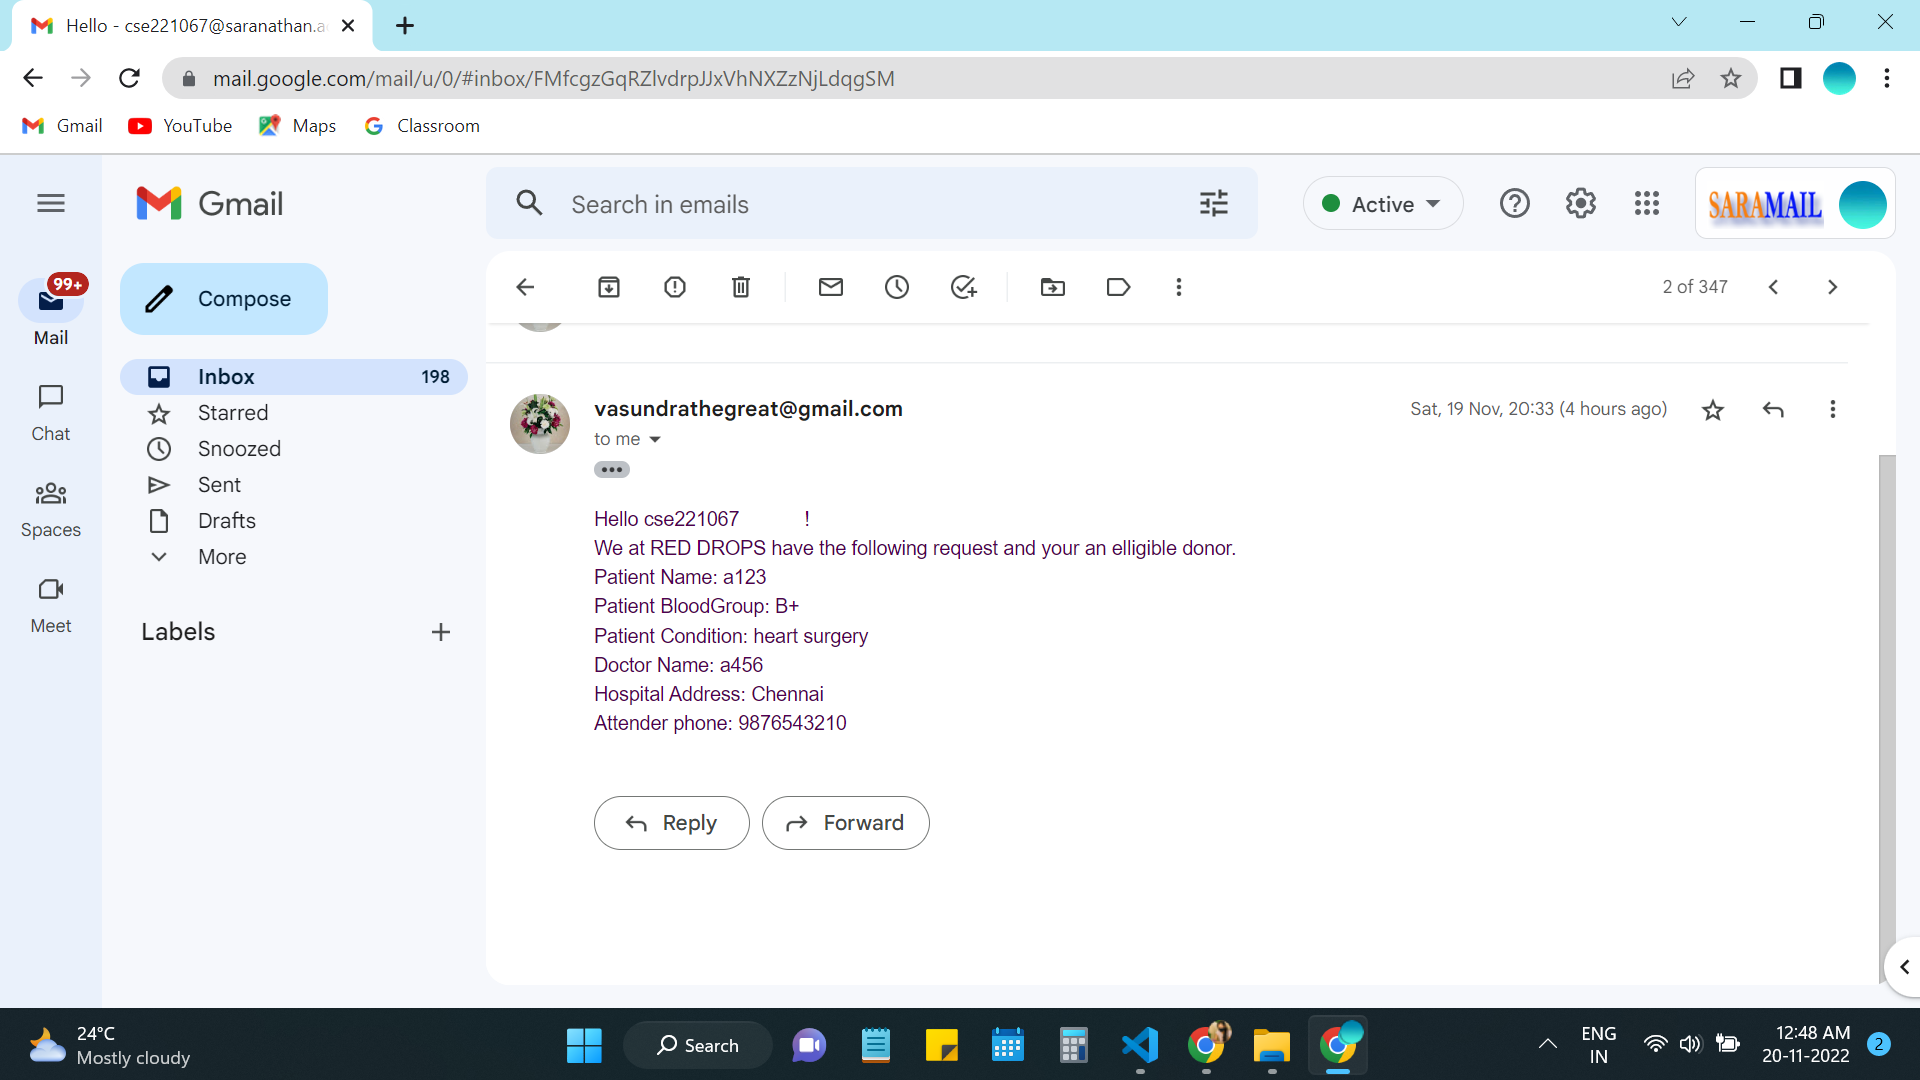 Hello - cse221067@saranathan.a
mail.google.com/mail/u/0/#inbox/FMfcgzGqRZlvdrpJJxVhNXZzNjLdqgSM
Gmail
YouTube
Maps
Classroom
Gmail
Search in emails
Active
SARAMAIL
99+
Mail
Compose
2 of 347
Inbox 198
Starred
Chat
Snoozed
Sent
Spaces
Drafts
More
Meet
Labels
vasundrathegreat@gmail.com
Sat, 19 Nov, 20:33 (4 hours ago)
to me
Hello cse221067 !
We at RED DROPS have the following request and your an elligible donor.
Patient Name: a123
Patient BloodGroup: B+
Patient Condition: heart surgery
Doctor Name: a456
Hospital Address: Chennai
Attender phone: 9876543210
Reply
Forward
24°C
Mostly cloudy
Search
ENG
IN
12:48 AM
20-11-2022
2